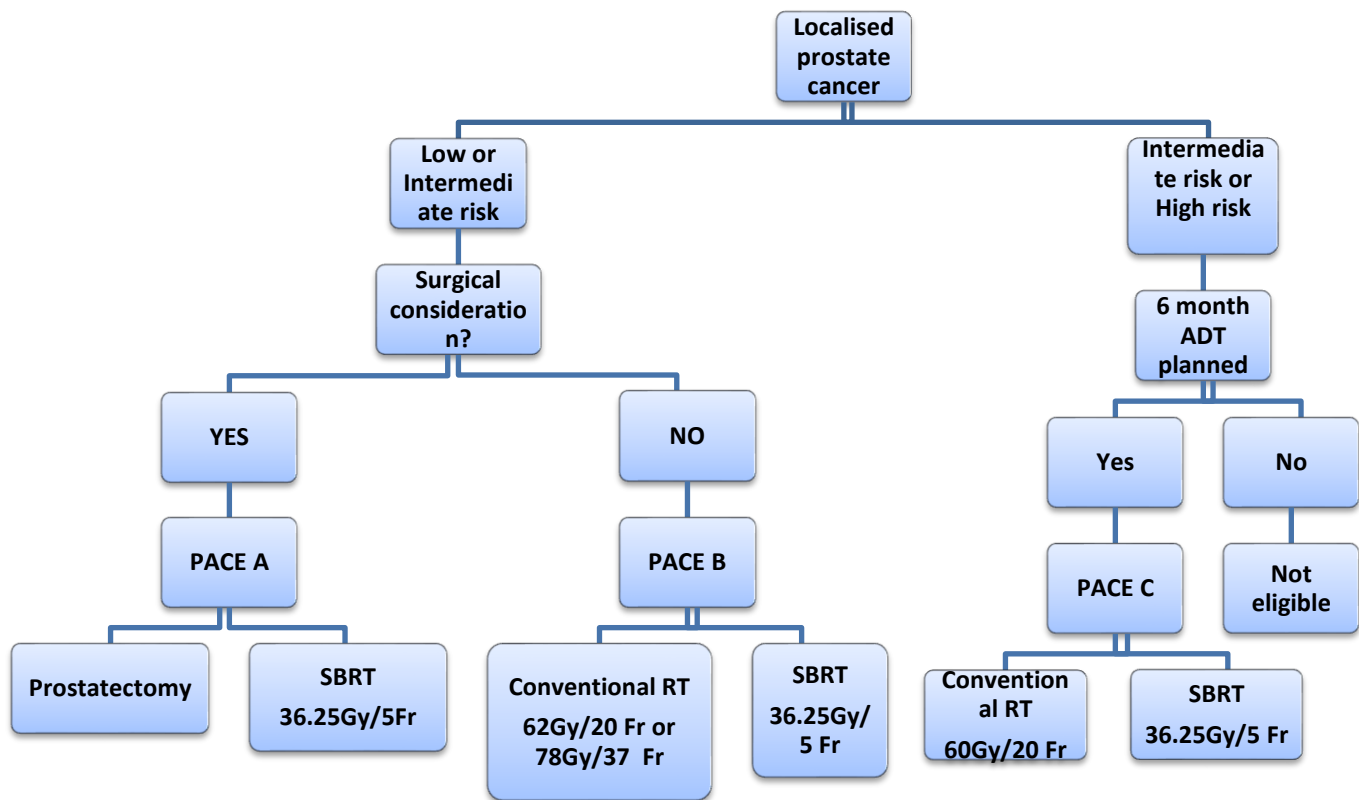 Localised
prostate
cancer
Low or
Intermedi
ate risk
Intermedia
te risk or
High risk
Surgical
consideratio
n?
6 month
ADT
planned
YES
NO
Yes
No
PACE A
PACE B
PACE C
Not
eligible
Prostatectomy
SBRT
36.25Gy/5Fr
Conventional RT
62Gy/20 Fr or
78Gy/37 Fr
SBRT
36.25Gy/
5 Fr
Convention
al RT
60Gy/20 Fr
SBRT
36.25Gy/5 Fr